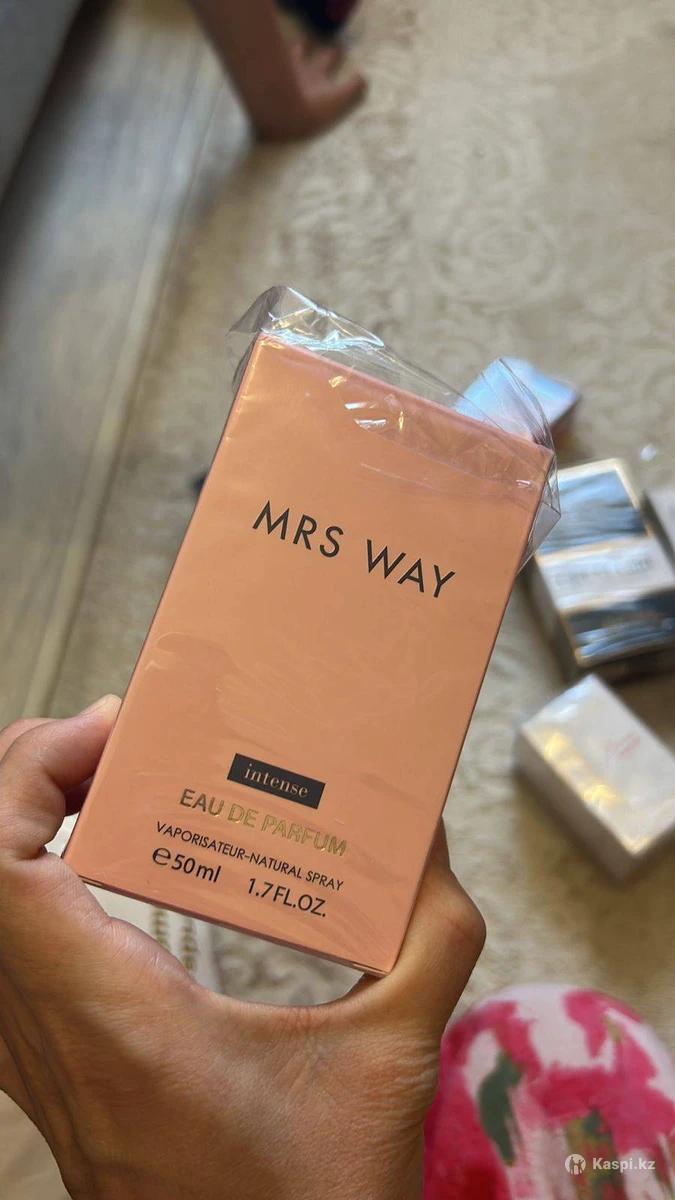 MRS WAY
intense
EAU DE PARFUM
VAPORISATEUR-NATURAL SPRAY
℮50ml 1.7FL.OZ.
Kaspi.kz